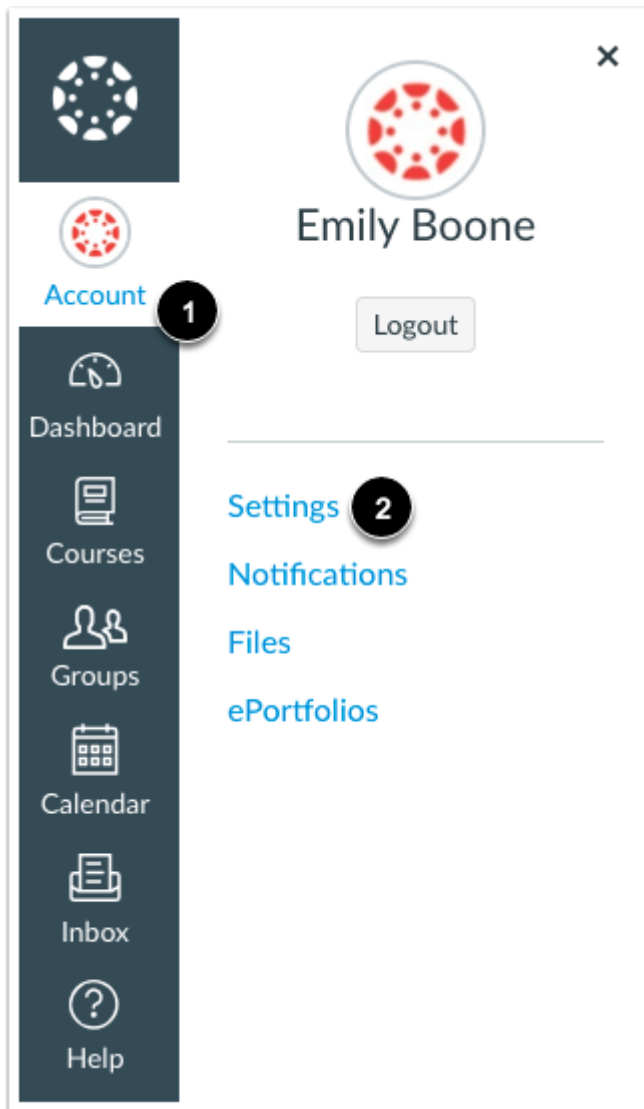 Account
1
Dashboard
Courses
Groups
Calendar
Inbox
Help
×
Emily Boone
Logout
Settings 2
Notifications
Files
ePortfolios